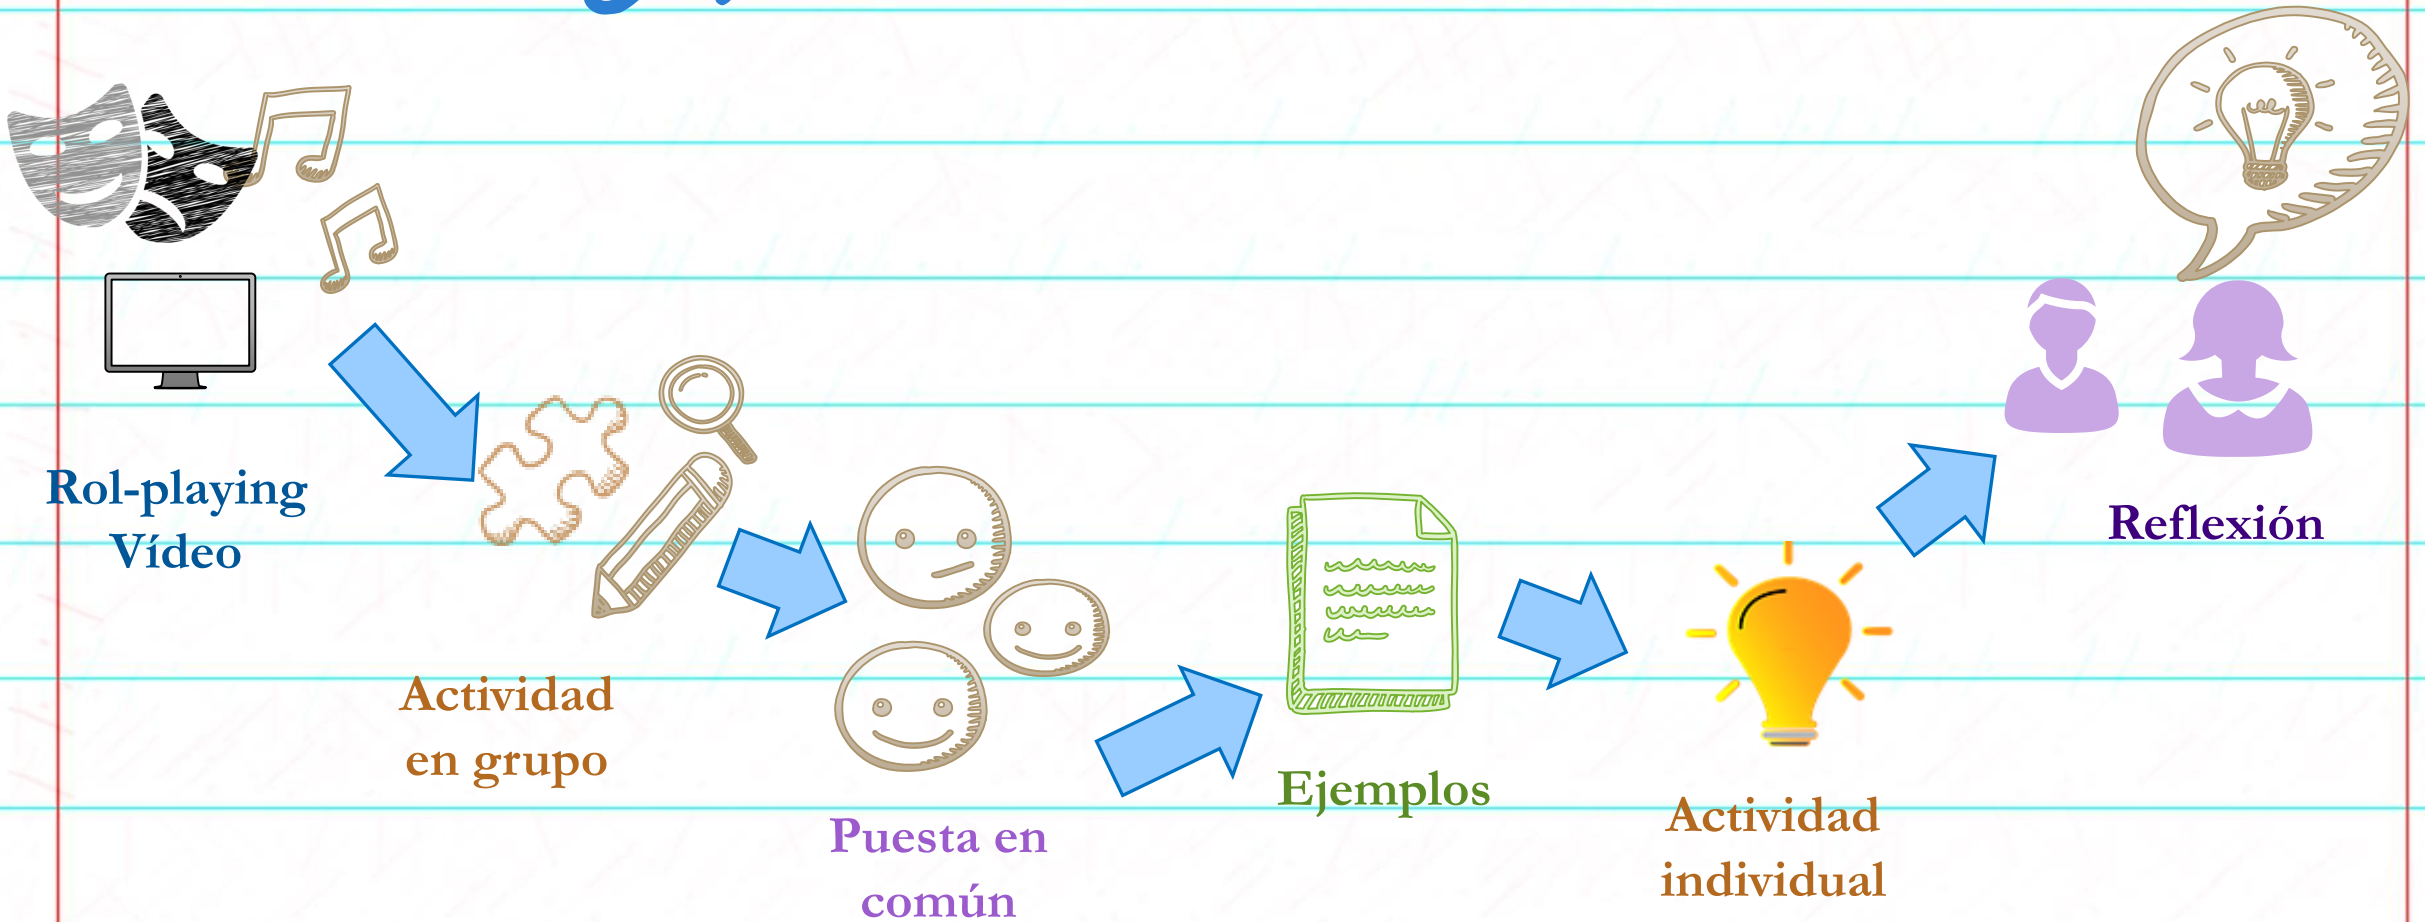 Rol-playing
Vídeo
Actividad
en grupo
Puesta en
común
Ejemplos
Actividad
individual
Reflexión